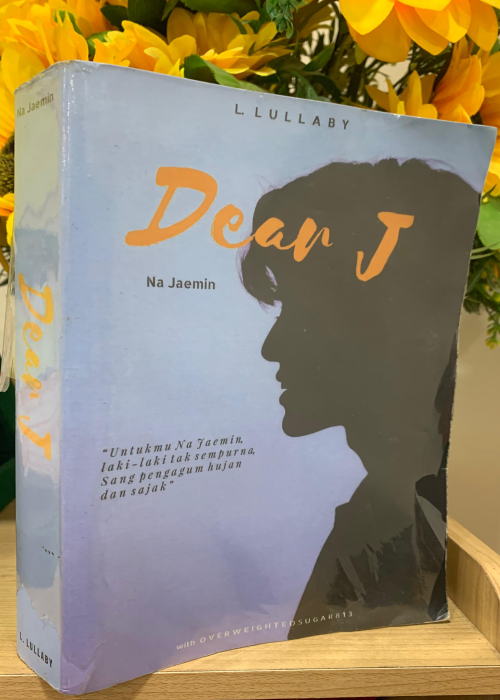 L. LULLABY
Dear J
Na Jaemin
"Untukmu Na Jaemin,
laki-laki tak sempurna,
Sang pengagum hujan
dan sajak"
with OVERWEIGHTEDSUGAR813
Na Jaemin
Dear J
L. LULLABY